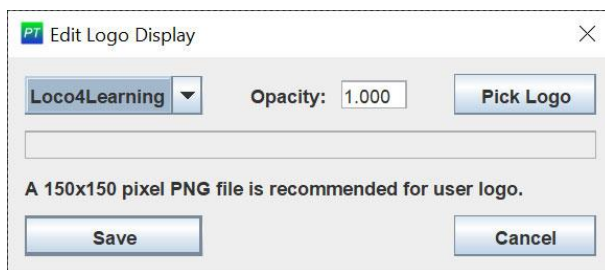 PT Edit Logo Display
Loco4Learning Opacity: 1.000 Pick Logo
A 150x150 pixel PNG file is recommended for user logo.
Save Cancel